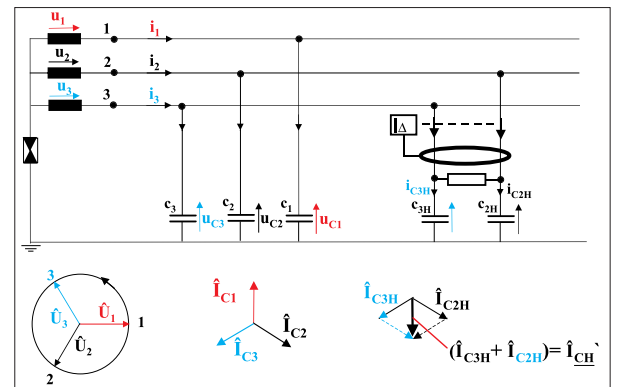 u1 1 i1
u2 2 i2
u3 3 i3
IΔ
iC3H iC2H
c3 c2 c1 c3H c2H
uC3 uC2 uC1
3 Û3 Û1 1
Û2
2
ÎC1
ÎC3 ÎC2
ÎC3H ÎC2H
(ÎC3H+ ÎC2H)= ÎCH`